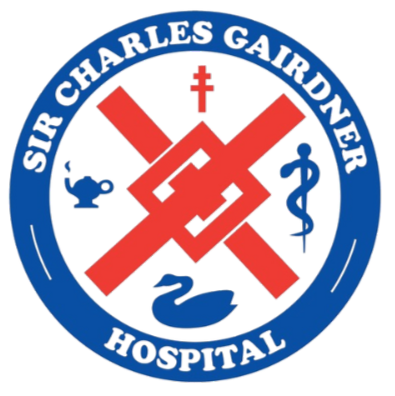 SIR CHARLES GAIRDNER
HOSPITAL